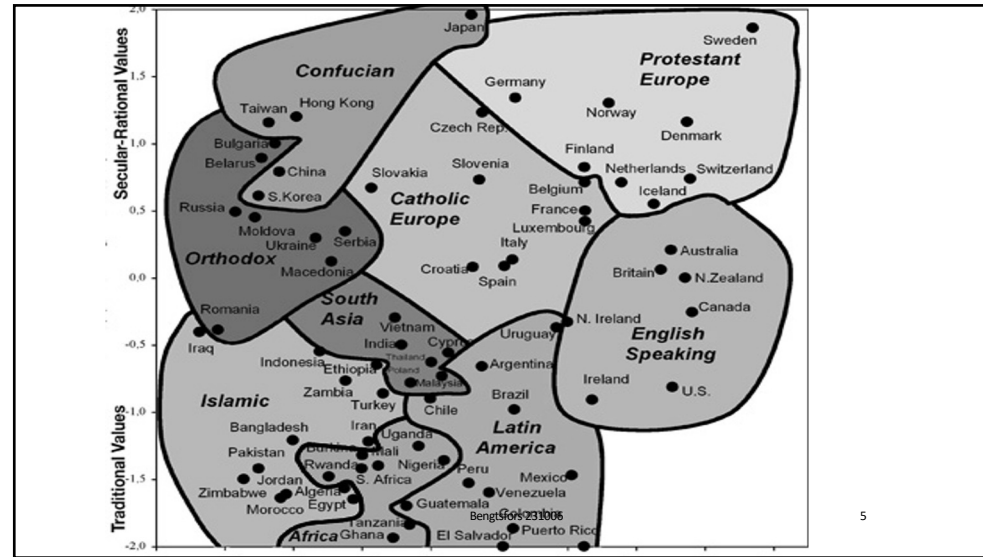 2,0
Japan
Sweden
Protestant
Europe
Confucian
1,5
Germany
Norway
Taiwan
Hong Kong
Czech Rep.
Denmark
Secular-Rational Values
1,0
Bulgaria
Belarus
China
Finland
Slovakia
Slovenia
Netherlands
Switzerland
Belgium
Iceland
S.Korea
Catholic
Europe
0,5
Russia
France
Moldova
Luxembourg
Ukraine
Serbia
Italy
Australia
Orthodox
Macedonia
Croatia
Spain
Britain
N.Zealand
0,0
South
Asia
Romania
Canada
Vietnam
Uruguay
N. Ireland
English
Speaking
Iraq
India
Cyprus
-0,5
Indonesia
Thailand
Ethiopia
Poland
Argentina
Zambia
Malaysia
Ireland
U.S.
Islamic
Turkey
Chile
Brazil
-1,0
Latin
America
Bangladesh
Iran
Uganda
Burkina
Mali
Pakistan
Rwanda
Nigeria
Peru
Jordan
S. Africa
Mexico
-1,5
Zimbabwe
Algeria
Venezuela
Morocco
Egypt
Guatemala
Traditional Values
Colombia
Bengtsfors 231006
5
Tanzania
Africa
Ghana
El Salvador
Puerto Rico
-2,0